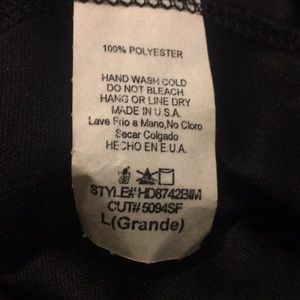 100% POLYESTER
HAND WASH COLD
DO NOT BLEACH
HANG OR LINE DRY
MADE IN U.S.A.
Lave Frio a Mano,No Cloro
Secar Colgado
HECHO EN E.U.A.
STYLE# HD8742BIM
CUT# 5094SF
L(Grande)